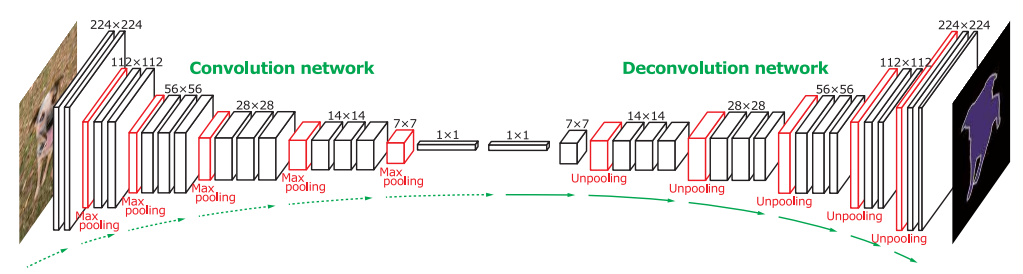 224×224
112×112
56×56
Convolution network
28×28
14×14
7×7
1×1
1×1
7×7
14×14
Deconvolution network
28×28
56×56
112×112
224×224
Max
pooling
Max
pooling
Max
pooling
Max
pooling
Max
pooling
Unpooling
Unpooling
Unpooling
Unpooling
Unpooling